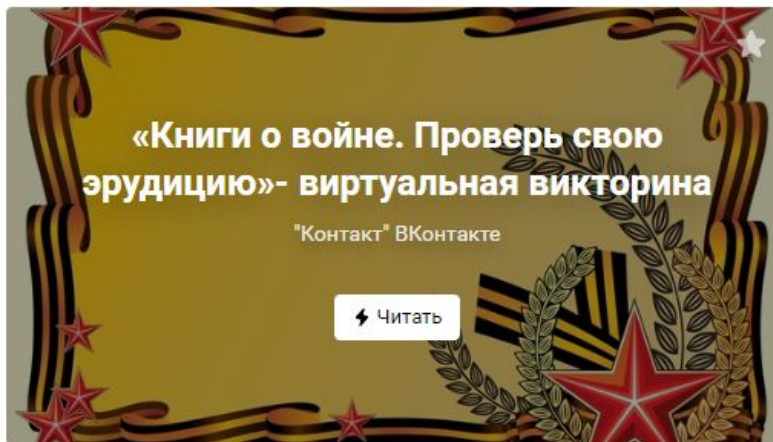 «Книги о войне. Проверь свою
эрудицию»- виртуальная викторина
"Контакт" ВКонтакте
Читать